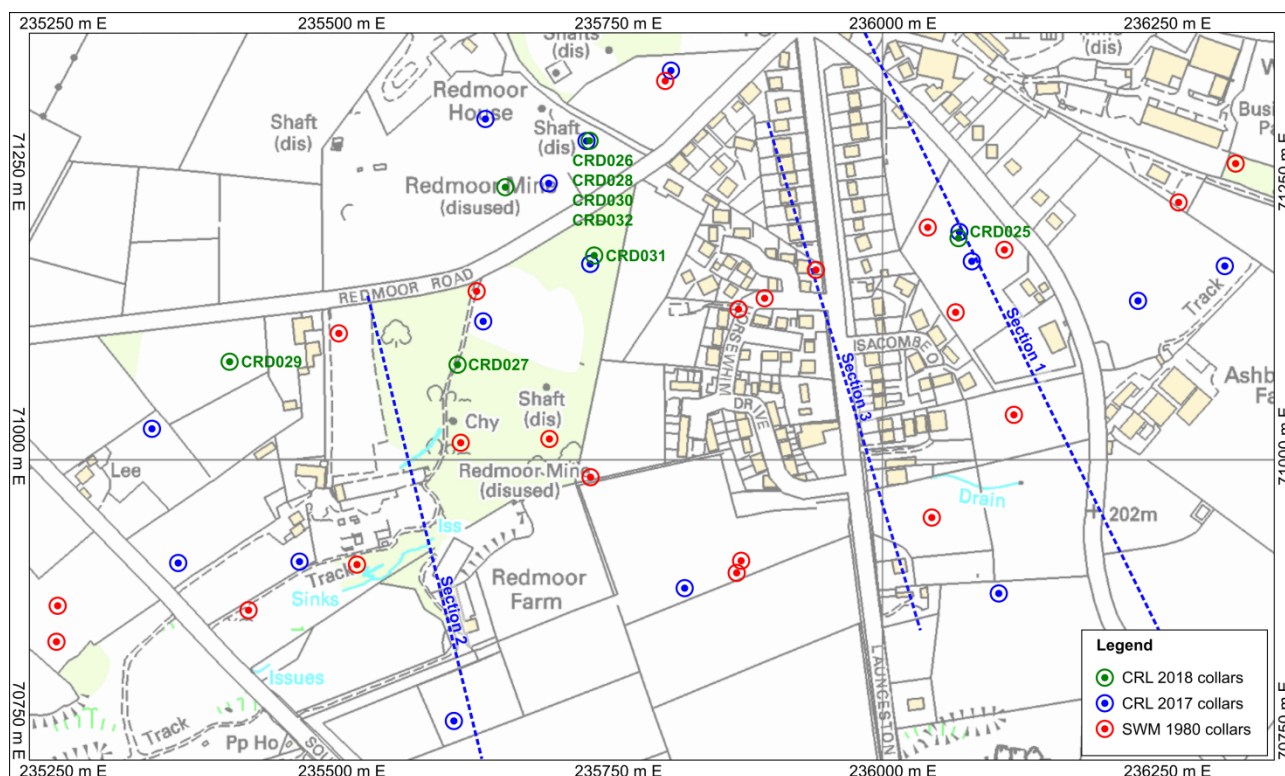 235250 m E
235500 m E
235750 m E
236000 m E
236250 m E
Shafts
(dis)
(dis)
Redmoor
House
Shaft
(dis)
Shaft
(dis)
71250 m E
71250 m E
CRD026
CRD028
CRD030
CRD032
Redmoor Mine
(disused)
Busi
Pa
CRD025
CRD031
REDMOOR ROAD
Track
Section 1
ISACOMBE
CRD029
CRD027
Section 3
DRIVE
Shaft
(dis)
Ashb
Fa
Chy
71000 m E
71000 m E
Lee
Redmoor Mine
(disused)
Drain
202m
Iss
Track
Sinks
Redmoor
Farm
Section 2
Issues
LAUNCESTON
Track
Pp Ho
SOU
70750 m E
70750 m E
Legend
CRL 2018 collars
CRL 2017 collars
SWM 1980 collars
235250 m E
235500 m E
235750 m E
236000 m E
236250 m E